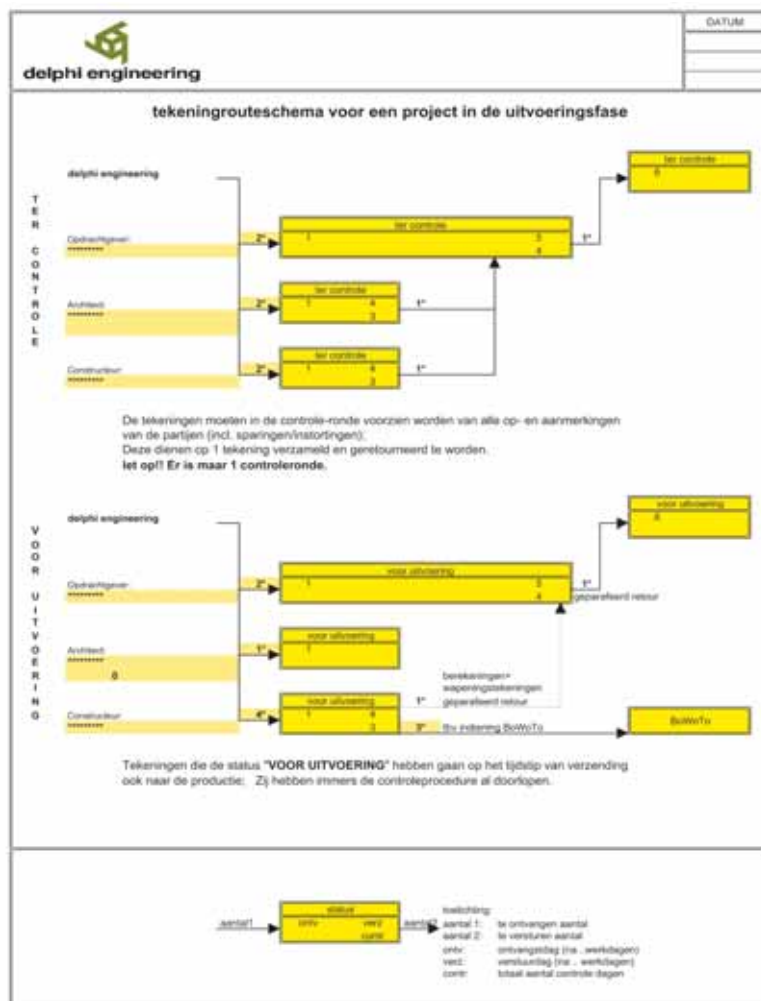 DATUM
delphi engineering
tekeningrouteschema voor een project in de uitvoeringsfase
TER CONTROLE
delphi engineering
ter controle
6
Opdrachtgever:
*********
2*
ter controle
1 3
4
1*
Architect:
*********
2*
ter controle
1 4
3
1*
Constructeur:
*********
2*
ter controle
1 4
3
1*
De tekeningen moeten in de controle-ronde voorzien worden van alle op- en aanmerkingen
van de partijen (incl. sparingen/instortingen);
Deze dienen op 1 tekening verzameld en geretourneerd te worden.
let op!! Er is maar 1 controleronde.
VOOR UITVOERING
delphi engineering
voor uitvoering
Opdrachtgever:
*********
2*
voor uitvoering
1 3
4
1*
geparafeerd retour
Architect:
*********
0
1*
voor uitvoering
1
berekeningen+
wapeningstekeningen
geparafeerd retour
Constructeur:
*********
4*
voor uitvoering
1 4
3
1*
3*
tbv indiening BoWoTo
BoWoTo
Tekeningen die de status "VOOR UITVOERING" hebben gaan op het tijdstip van verzending
ook naar de productie; Zij hebben immers de controleprocedure al doorlopen.
aantal1
status
ontv verz
contr
aantal2
toelichting:
aantal 1: te ontvangen aantal
aantal 2: te versturen aantal
ontv: ontvangstdag (na .. werkdagen)
verz: verstuurdag (na .. werkdagen)
contr: totaal aantal controle dagen